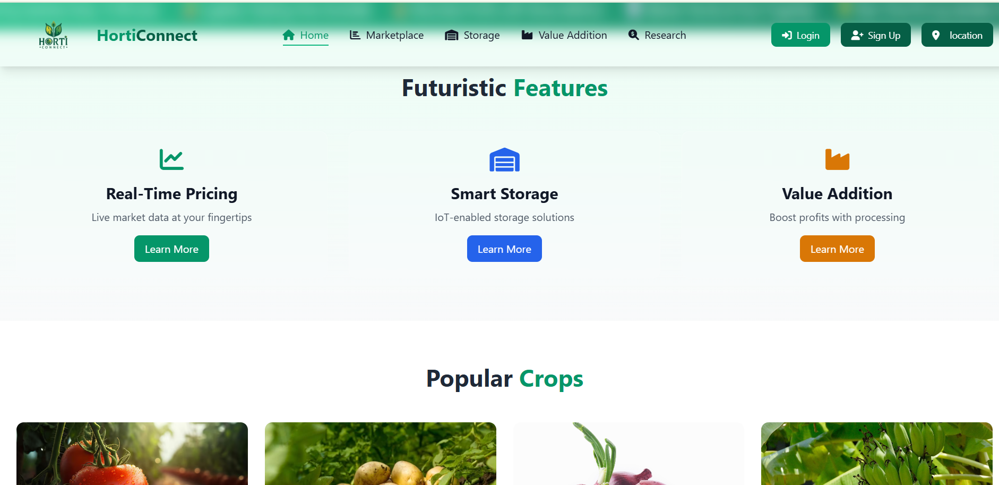 HORTI
•CONNECT•
HortiConnect
Home
Marketplace
Storage
Value Addition
Research
Login
Sign Up
location
Futuristic Features
Real-Time Pricing
Live market data at your fingertips
Learn More
Smart Storage
IoT-enabled storage solutions
Learn More
Value Addition
Boost profits with processing
Learn More
Popular Crops